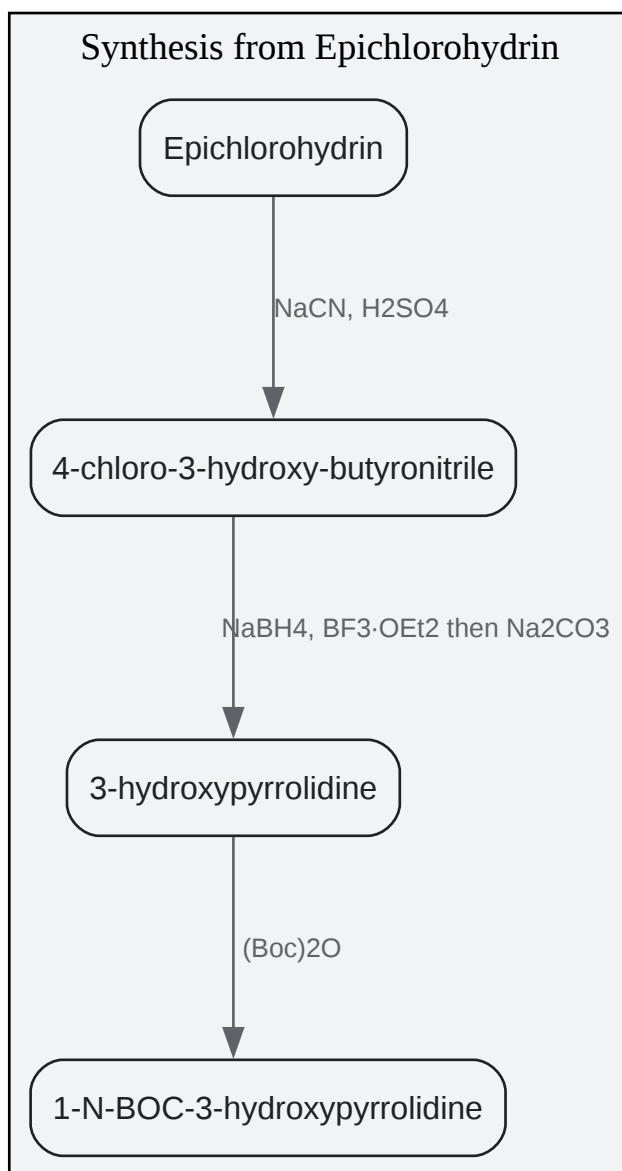 Synthesis from Epichlorohydrin
Epichlorohydrin
NaCN, H2SO4
4-chloro-3-hydroxy-butyronitrile
NaBH4, BF3·OEt2 then Na2CO3
3-hydroxypyrrolidine
(Boc)2O
1-N-BOC-3-hydroxypyrrolidine